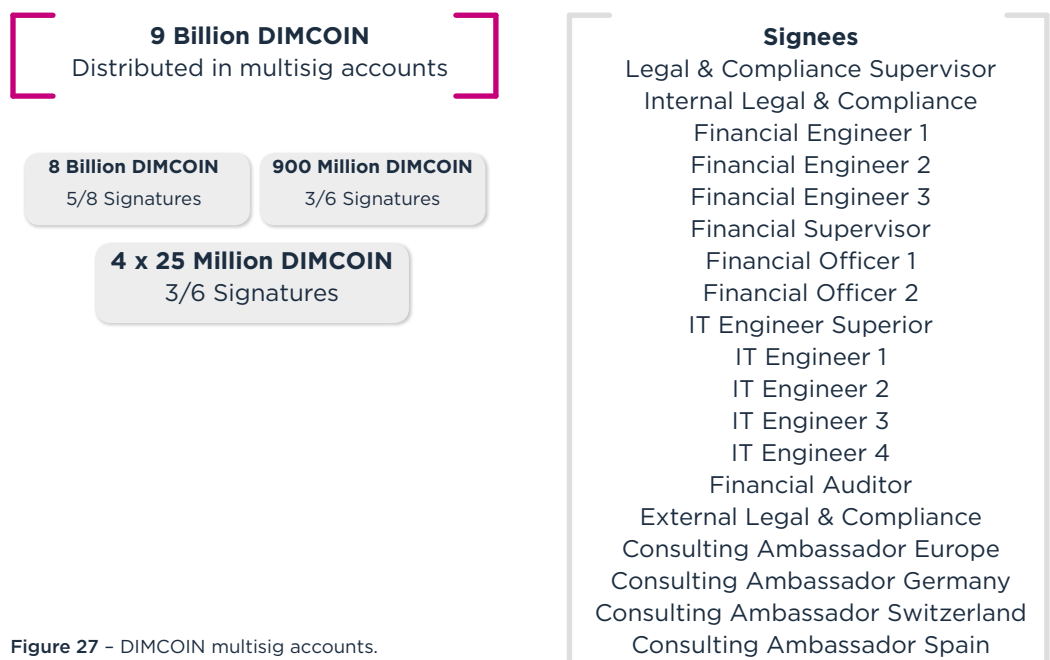 9 Billion DIMCOIN
Distributed in multisig accounts
8 Billion DIMCOIN
5/8 Signatures
900 Million DIMCOIN
3/6 Signatures
4 x 25 Million DIMCOIN
3/6 Signatures
Figure 27 – DIMCOIN multisig accounts.
Signees
Legal & Compliance Supervisor
Internal Legal & Compliance
Financial Engineer 1
Financial Engineer 2
Financial Engineer 3
Financial Supervisor
Financial Officer 1
Financial Officer 2
IT Engineer Superior
IT Engineer 1
IT Engineer 2
IT Engineer 3
IT Engineer 4
Financial Auditor
External Legal & Compliance
Consulting Ambassador Europe
Consulting Ambassador Germany
Consulting Ambassador Switzerland
Consulting Ambassador Spain